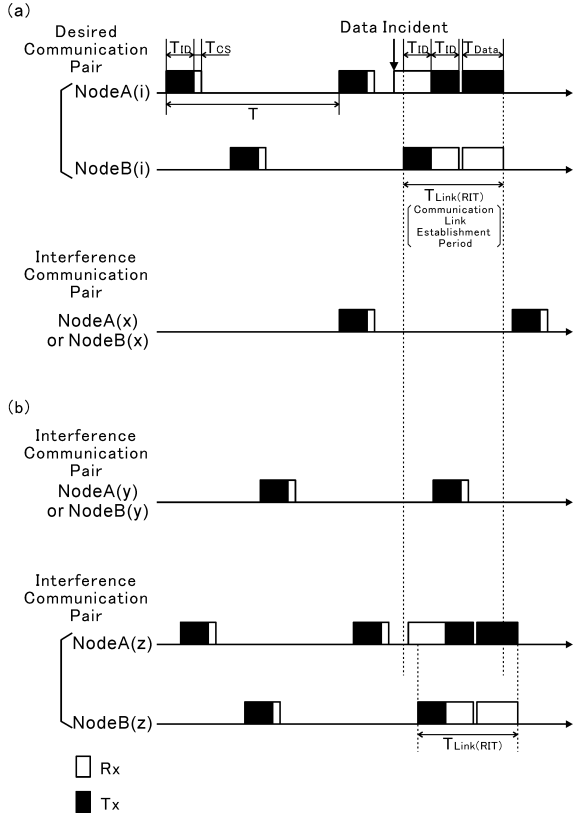 (a)
Desired
Communication
Pair
Data Incident
TID
TCS
TID
TID
TData
NodeA(i)
T
NodeB(i)
TLink(RIT)
Communication
Link
Establishment
Period
Interference
Communication
Pair
NodeA(x)
or NodeB(x)
(b)
Interference
Communication
Pair
NodeA(y)
or NodeB(y)
Interference
Communication
Pair
NodeA(z)
NodeB(z)
TLink(RIT)
Rx
Tx